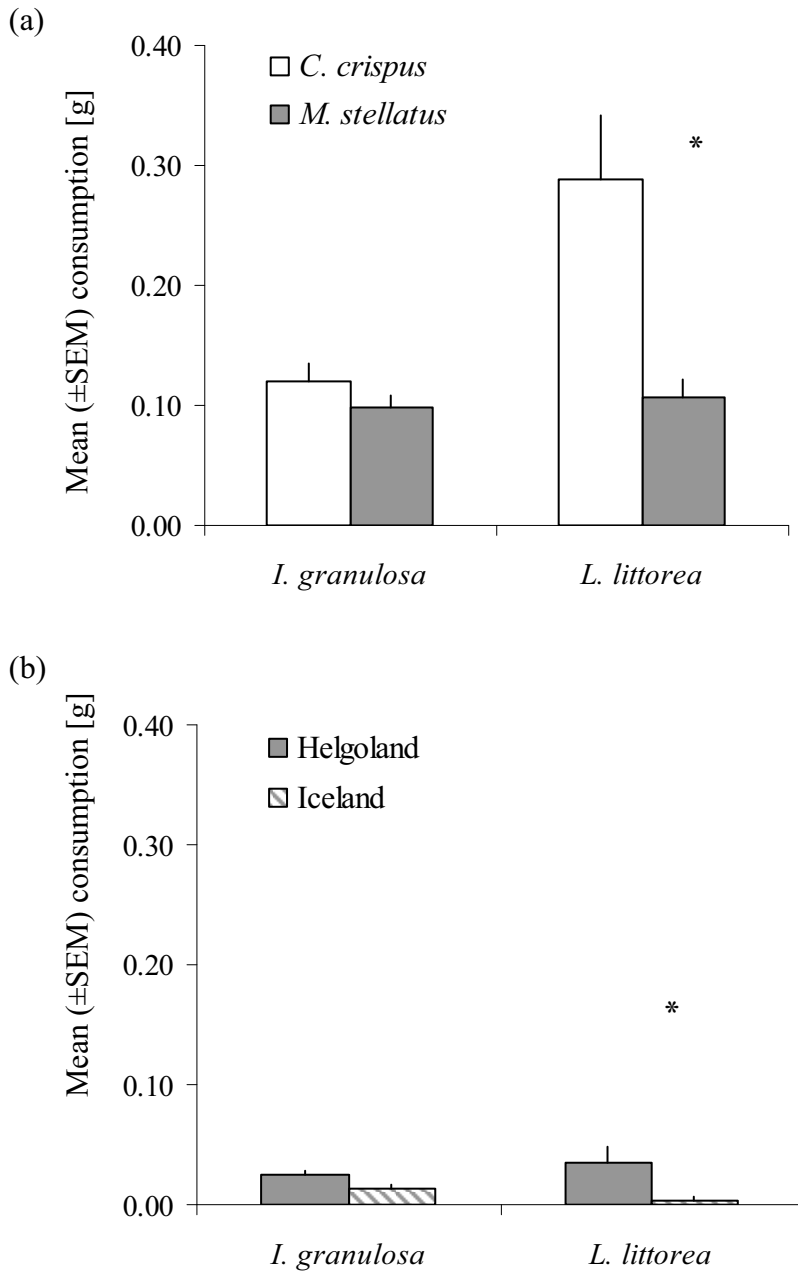 (a)
Mean (±SEM) consumption [g]
0.40
0.30
0.20
0.10
0.00
C. crispus
M. stellatus
*
I. granulosa
L. littorea
(b)
Mean (±SEM) consumption [g]
0.40
0.30
0.20
0.10
0.00
Helgoland
Iceland
*
I. granulosa
L. littorea